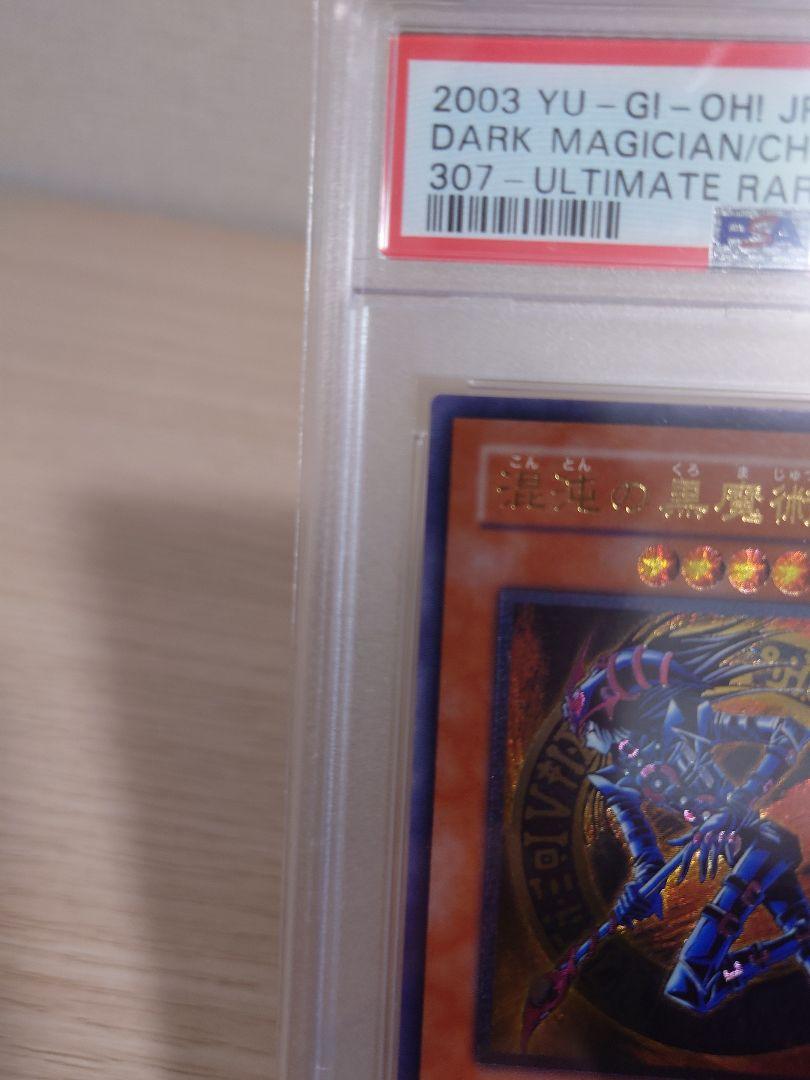 2003 YU-GI-OH! JP
DARK MAGICIAN/CH
307-ULTIMATE RAR
PSA
こん とん くろ ま じゅつ
混沌の黒魔術